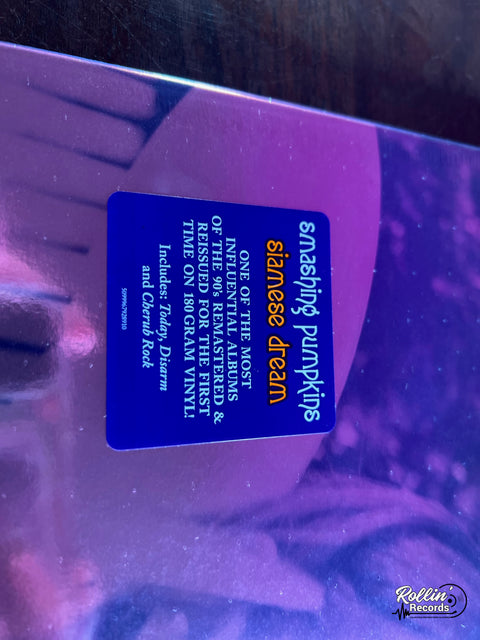 smashing pumpkins
siamese dream
ONE OF THE MOST
INFLUENTIAL ALBUMS
OF THE 90's REMASTERED &
REISSUED FOR THE FIRST
TIME ON 180 GRAM VINYL!
Includes: Today, Disarm
and Cherub Rock
Rollin'
Records